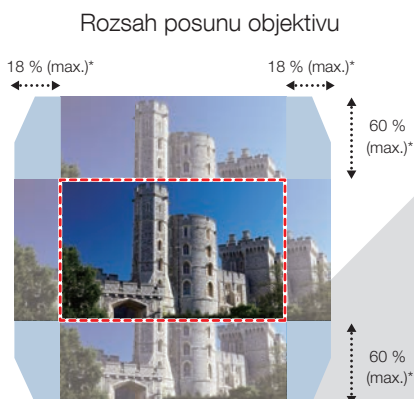 Rozsah posunu objektivu
18 % (max.)*
18 % (max.)*
60 %
(max.)*
60 %
(max.)*